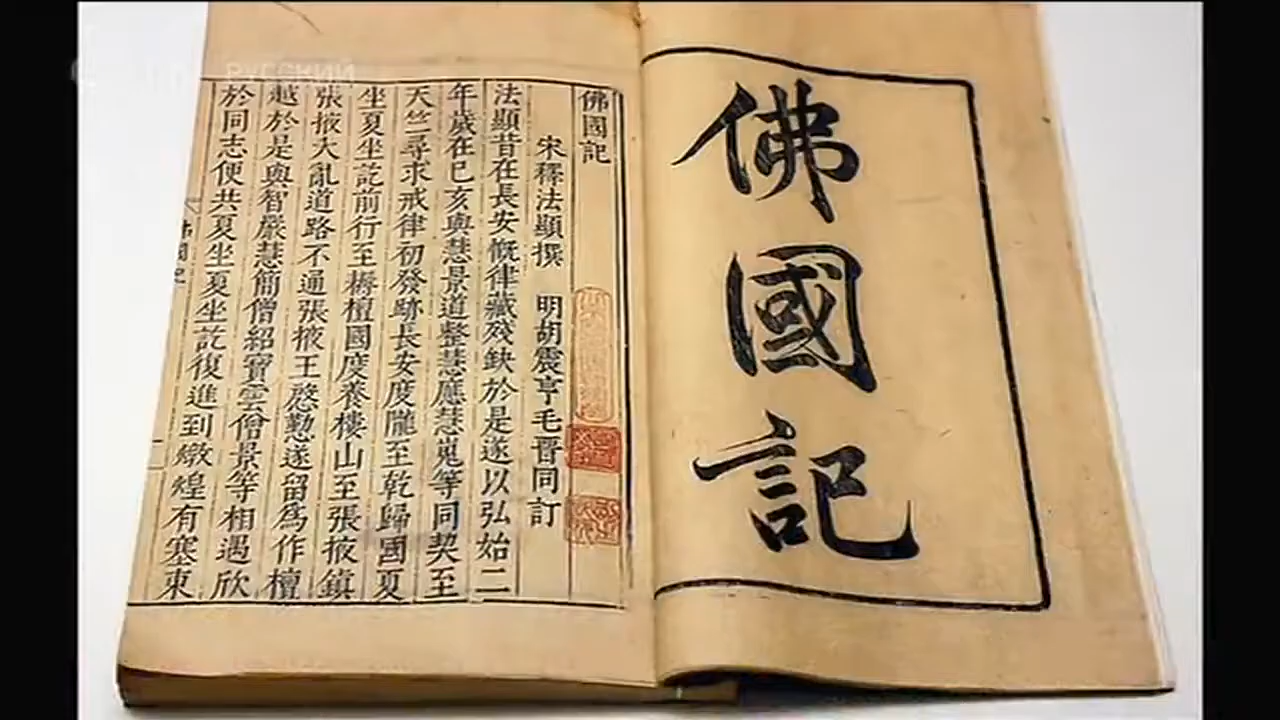 佛國記
佛國記
宋釋法顯撰　明胡震亨毛晉同訂
法顯昔在長安慨律藏殘缺於是遂以弘始二
年歲在巳亥與慧景道整慧應慧嵬等同契至
天竺尋求戒律初發跡長安度隴至乾歸國夏
坐夏坐訖前行至耨檀國度養樓山至張掖鎮
張掖大亂道路不通張掖王慇懃遂留爲作檀
越於是與智嚴慧簡僧紹寶雲僧景等相遇欣
於同志便共夏坐夏坐訖復進到燉煌有塞東
РУССКИЙ